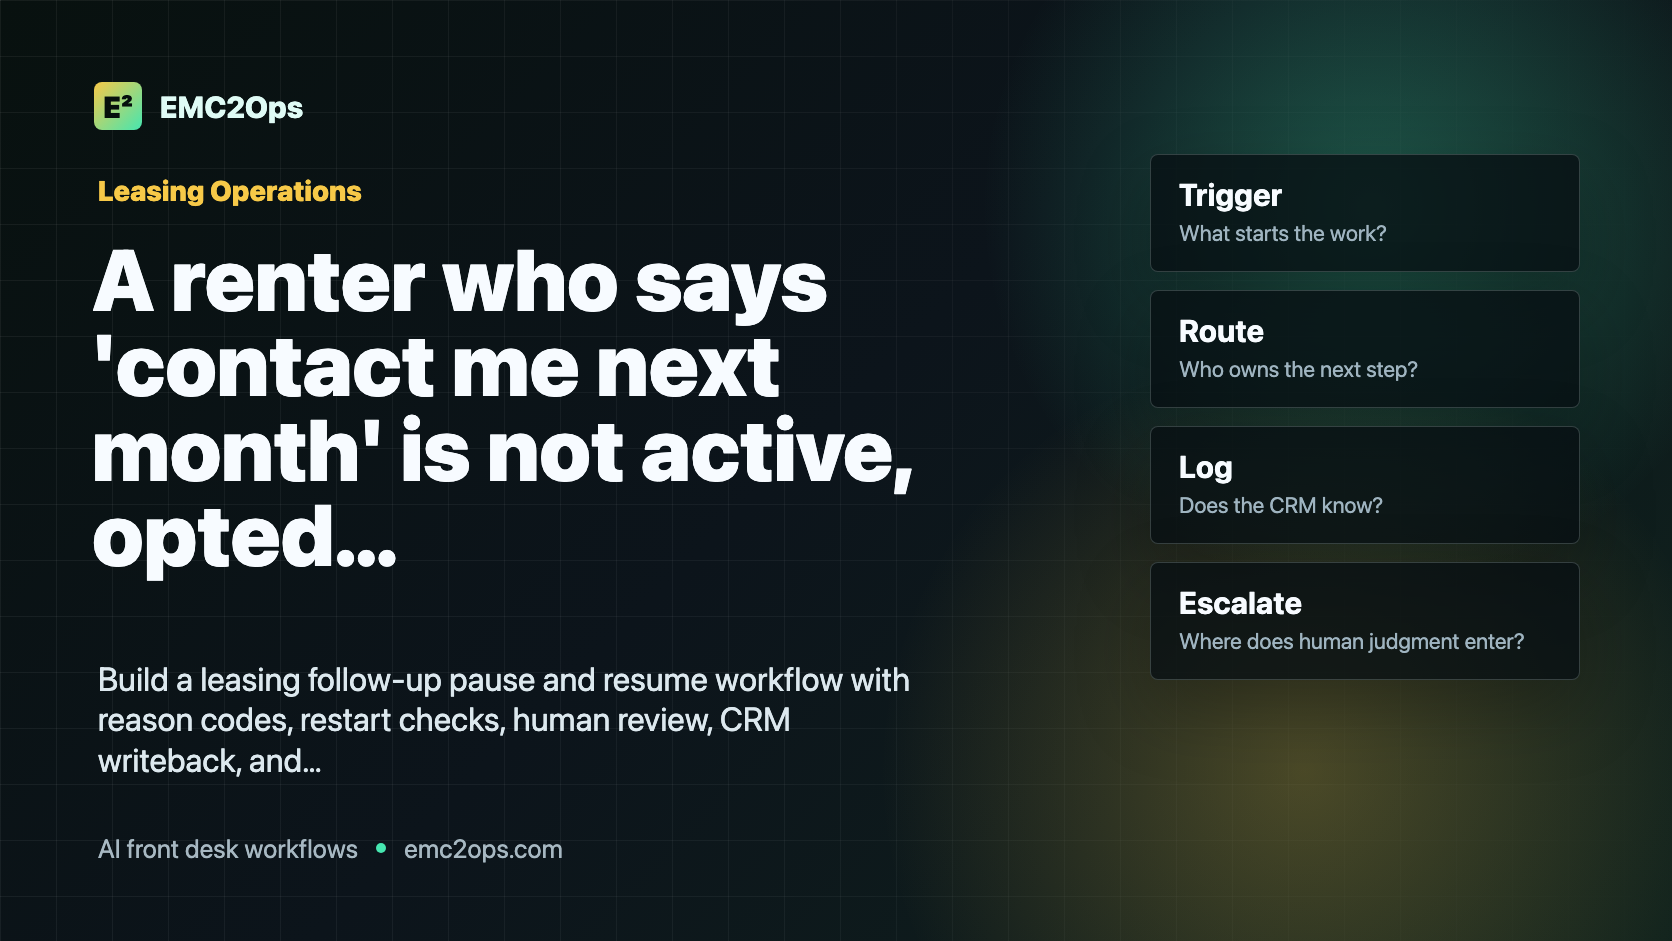 E²
EMC2Ops
Leasing Operations
A renter who says
'contact me next
month' is not active,
opted...
Build a leasing follow-up pause and resume workflow with
reason codes, restart checks, human review, CRM
writeback, and...
AI front desk workflows • emc2ops.com
Trigger
What starts the work?
Route
Who owns the next step?
Log
Does the CRM know?
Escalate
Where does human judgment enter?